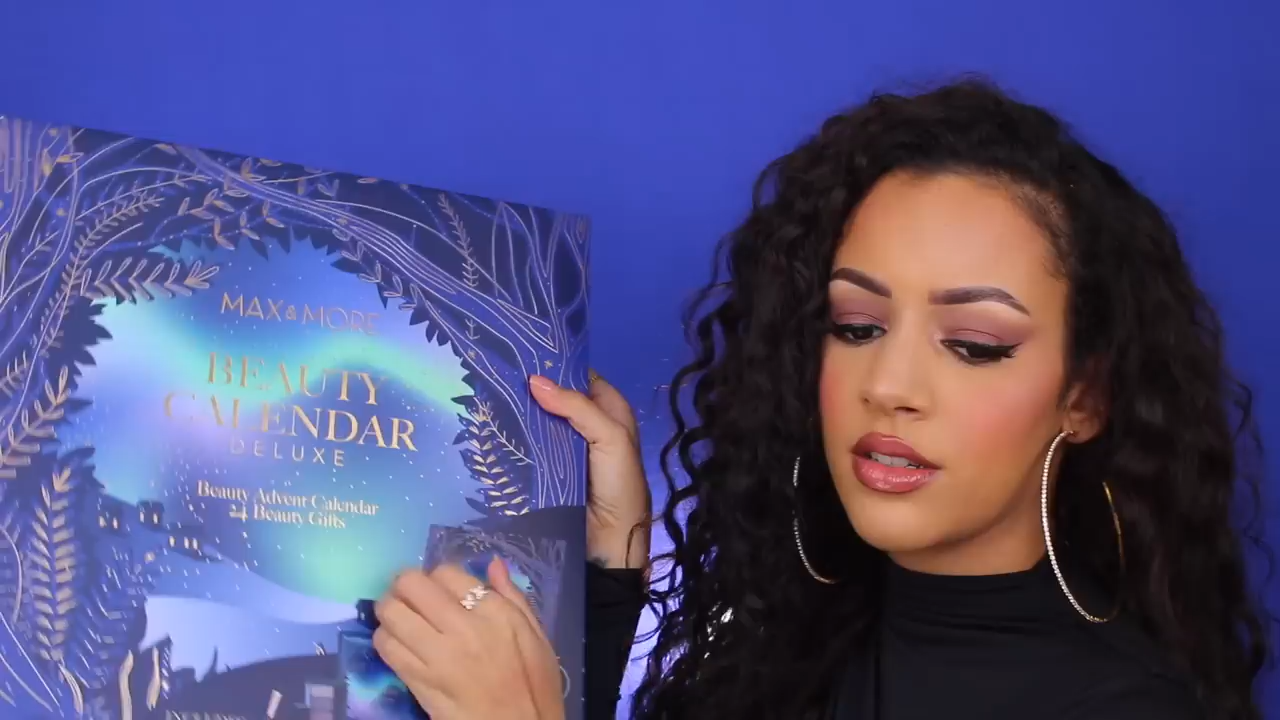 MAX & MORE
BEAUTY
CALENDAR
DELUXE
Beauty Advent Calendar
24 Beauty Gifts